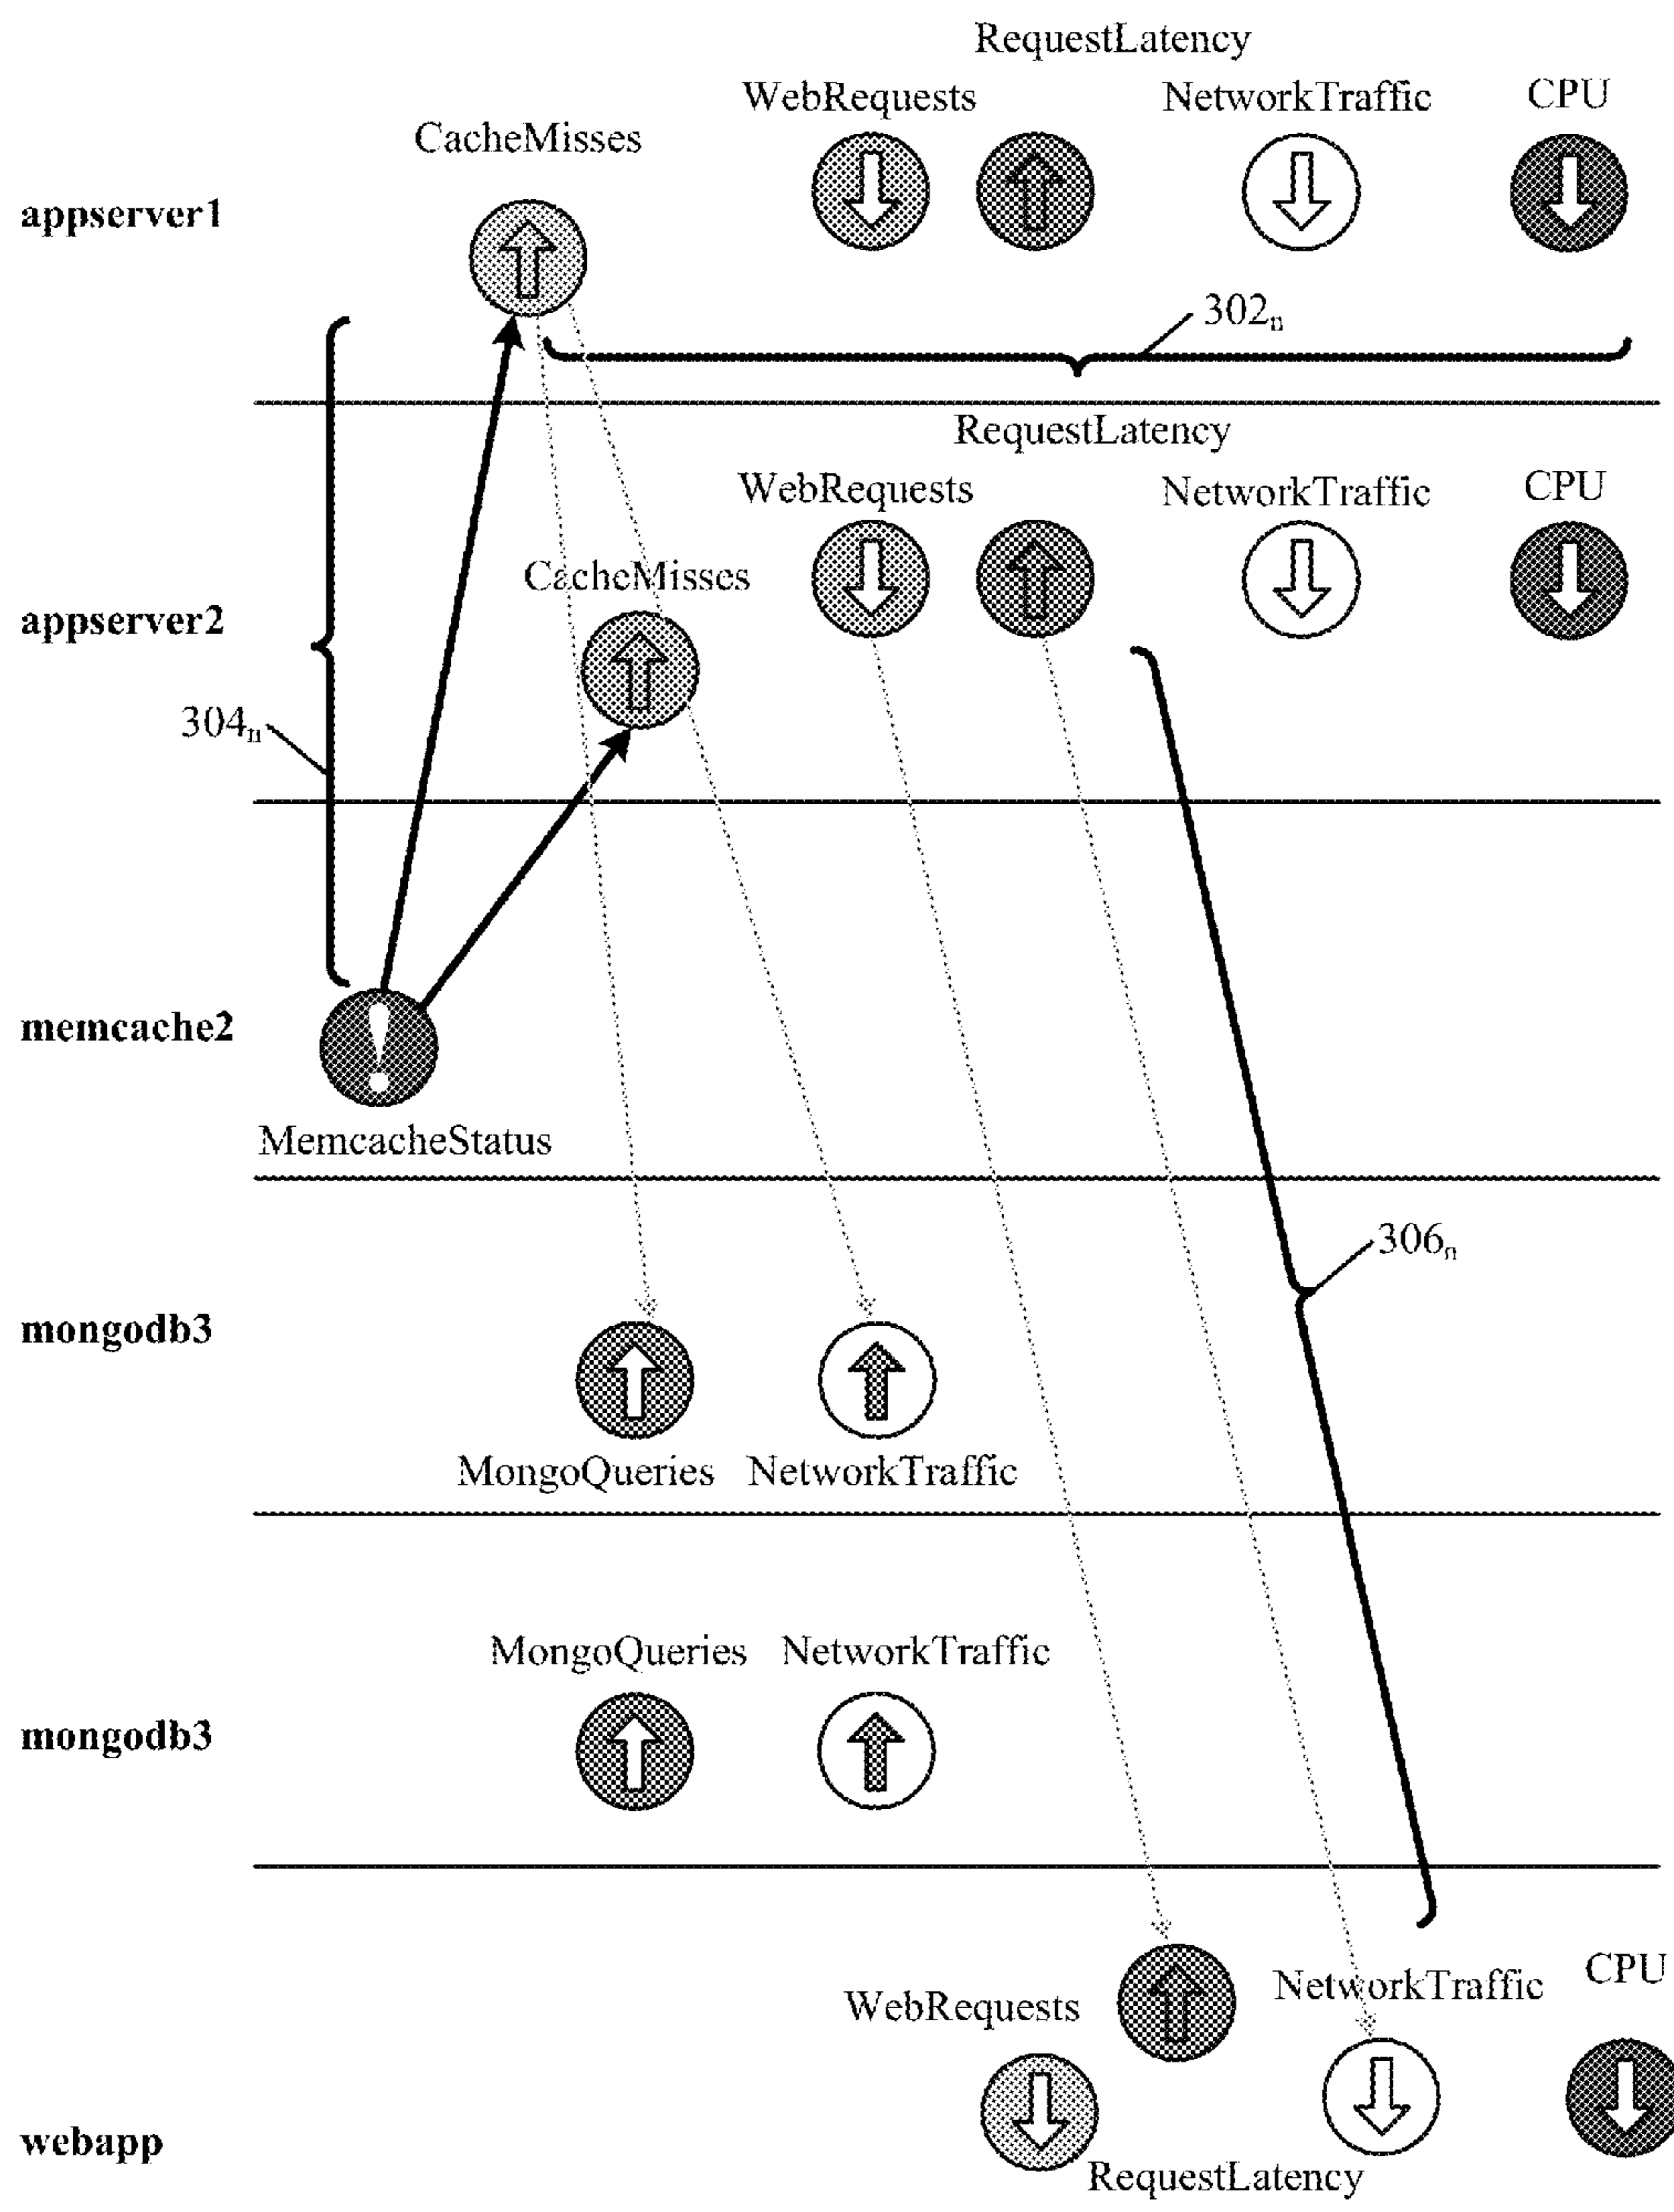 RequestLatency
WebRequests
NetworkTraffic
CPU
CacheMisses
appserver1
302n
RequestLatency
WebRequests
NetworkTraffic
CPU
CacheMisses
appserver2
304n
memcache2
!
MemcacheStatus
306n
mongodb3
MongoQueries
NetworkTraffic
MongoQueries
NetworkTraffic
mongodb3
CPU
NetworkTraffic
WebRequests
webapp
RequestLatency